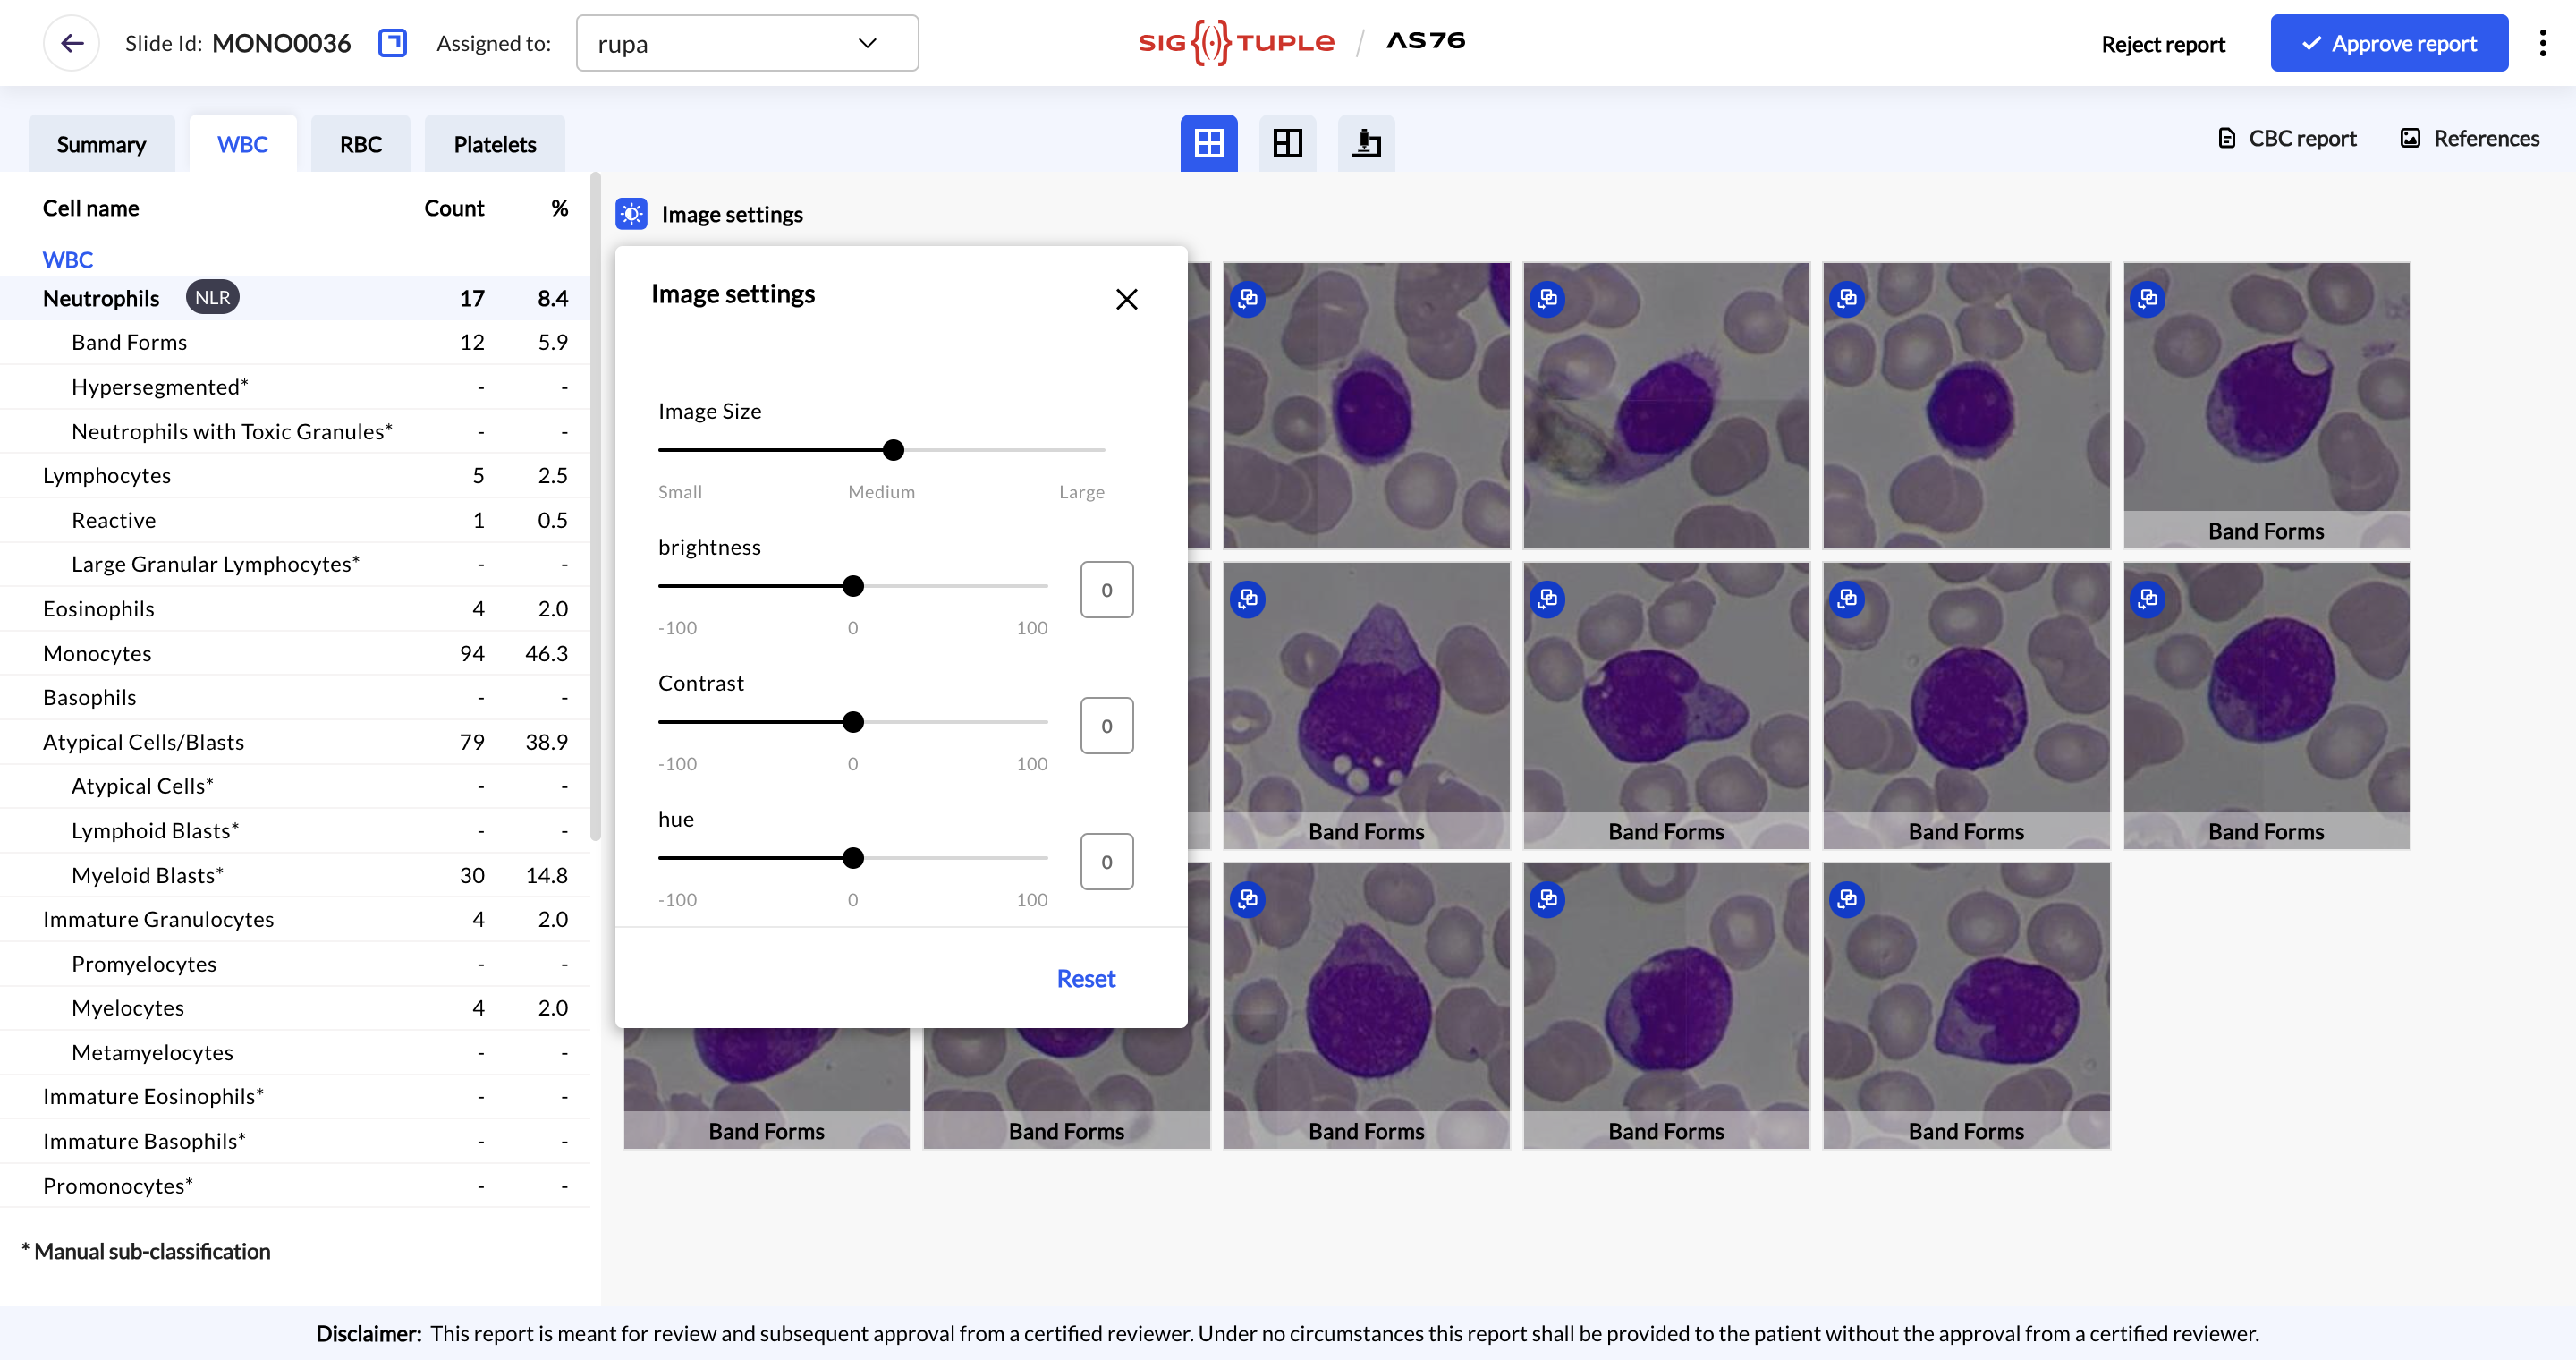 Slide Id: MONO0036 Assigned to: rupa SIG TUPLE / AS76 Reject report Approve report
Summary WBC RBC Platelets CBC report References
Cell name Count %
WBC
Neutrophils NLR 17 8.4
Band Forms 12 5.9
Hypersegmented* - -
Neutrophils with Toxic Granules* - -
Lymphocytes 5 2.5
Reactive 1 0.5
Large Granular Lymphocytes* - -
Eosinophils 4 2.0
Monocytes 94 46.3
Basophils - -
Atypical Cells/Blasts 79 38.9
Atypical Cells* - -
Lymphoid Blasts* - -
Myeloid Blasts* 30 14.8
Immature Granulocytes 4 2.0
Promyelocytes - -
Myelocytes 4 2.0
Metamyelocytes - -
Immature Eosinophils* - -
Immature Basophils* - -
Promonocytes* - -
* Manual sub-classification
Image settings
Image settings
Image Size
Small Medium Large
brightness
0
-100 0 100
Contrast
0
-100 0 100
hue
0
-100 0 100
Reset
Band Forms
Band Forms Band Forms Band Forms Band Forms
Band Forms Band Forms Band Forms Band Forms Band Forms
Disclaimer: This report is meant for review and subsequent approval from a certified reviewer. Under no circumstances this report shall be provided to the patient without the approval from a certified reviewer.